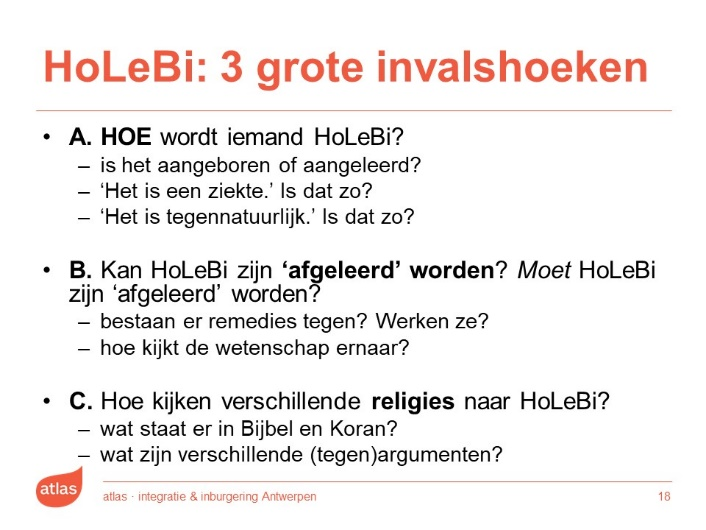 HoLeBi: 3 grote invalshoeken
• A. HOE wordt iemand HoLeBi?
– is het aangeboren of aangeleerd?
– ‘Het is een ziekte.’ Is dat zo?
– ‘Het is tegennatuurlijk.’ Is dat zo?
• B. Kan HoLeBi zijn ‘afgeleerd’ worden? Moet HoLeBi
zijn ‘afgeleerd’ worden?
– bestaan er remedies tegen? Werken ze?
– hoe kijkt de wetenschap ernaar?
• C. Hoe kijken verschillende religies naar HoLeBi?
– wat staat er in Bijbel en Koran?
– wat zijn verschillende (tegen)argumenten?
atlas
atlas · integratie & inburgering Antwerpen
18